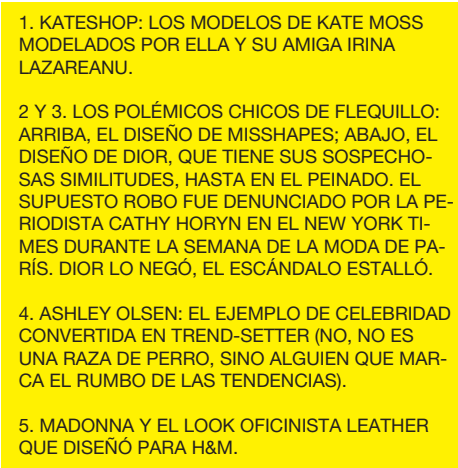 1. KATESHOP: LOS MODELOS DE KATE MOSS
MODELADOS POR ELLA Y SU AMIGA IRINA
LAZAREANU.
2 Y 3. LOS POLÉMICOS CHICOS DE FLEQUILLO:
ARRIBA, EL DISEÑO DE MISSHAPES; ABAJO, EL
DISEÑO DE DIOR, QUE TIENE SUS SOSPECHO-
SAS SIMILITUDES, HASTA EN EL PEINADO. EL
SUPUESTO ROBO FUE DENUNCIADO POR LA PE-
RIODISTA CATHY HORYN EN EL NEW YORK TI-
MES DURANTE LA SEMANA DE LA MODA DE PA-
RÍS. DIOR LO NEGÓ, EL ESCÁNDALO ESTALLÓ.
4. ASHLEY OLSEN: EL EJEMPLO DE CELEBRIDAD
CONVERTIDA EN TREND-SETTER (NO, NO ES
UNA RAZA DE PERRO, SINO ALGUIEN QUE MAR-
CA EL RUMBO DE LAS TENDENCIAS).
5. MADONNA Y EL LOOK OFICINISTA LEATHER
QUE DISEÑÓ PARA H&M.